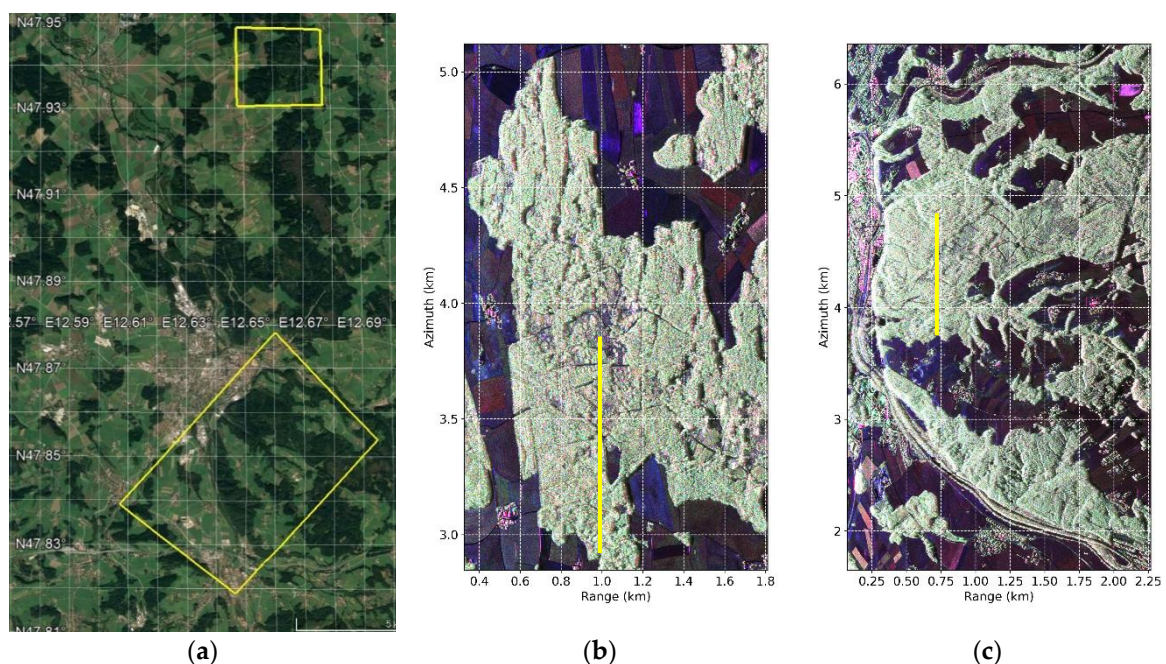 N47.95
N47.93°
N47.91°
N47.89°
2.57° E12.59° E12.61° E12.63° E12.65° E12.67° E12.69°
N47.87°
N47.85°
N47.83°
N47.81°
(a)
Azimuth (km)
5.0
4.5
4.0
3.5
3.0
0.4 0.6 0.8 1.0 1.2 1.4 1.6 1.8
Range (km)
(b)
Azimuth (km)
6
5
4
3
2
0.25 0.50 0.75 1.00 1.25 1.50 1.75 2.00 2.25
Range (km)
(c)